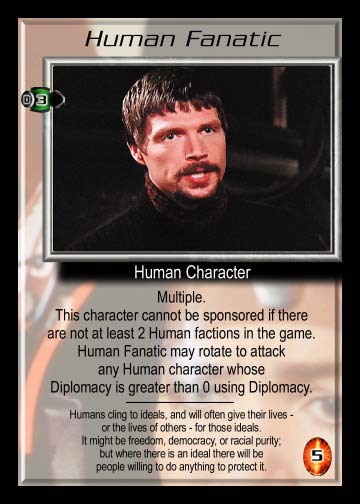 Human Fanatic
0 3
Human Character
Multiple.
This character cannot be sponsored if there
are not at least 2 Human factions in the game.
Human Fanatic may rotate to attack
any Human character whose
Diplomacy is greater than 0 using Diplomacy.
Humans cling to ideals, and will often give their lives -
or the lives of others - for those ideals.
It might be freedom, democracy, or racial purity;
but where there is an ideal there will be
people willing to do anything to protect it.
5